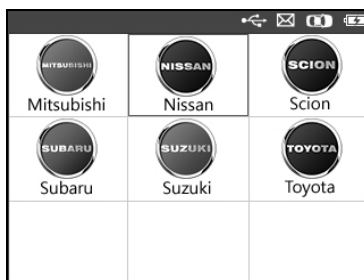 MITSUBISHI NISSAN SCION
Mitsubishi Nissan Scion
SUBARU SUZUKI TOYOTA
Subaru Suzuki Toyota